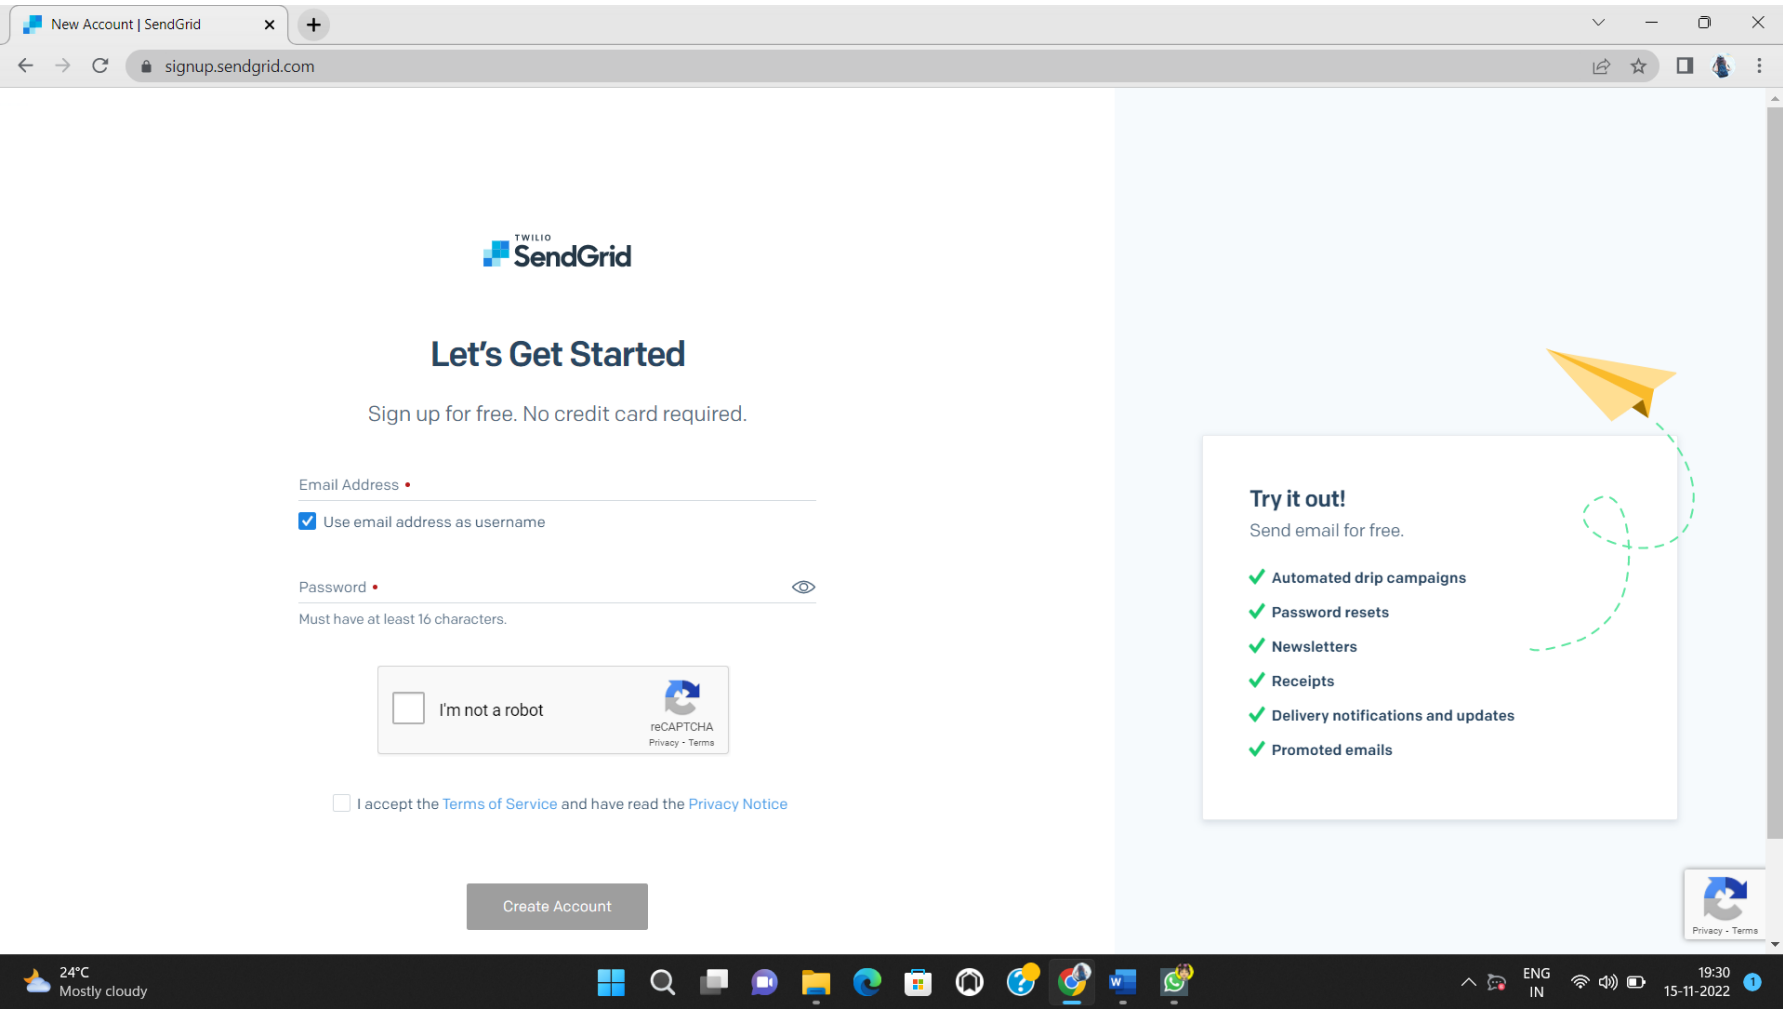 New Account | SendGrid
signup.sendgrid.com
TWILIO
SendGrid
Let's Get Started
Sign up for free. No credit card required.
Email Address •
Use email address as username
Password •
Must have at least 16 characters.
I'm not a robot
reCAPTCHA
Privacy - Terms
I accept the Terms of Service and have read the Privacy Notice
Create Account
Try it out!
Send email for free.
Automated drip campaigns
Password resets
Newsletters
Receipts
Delivery notifications and updates
Promoted emails
Privacy - Terms
24°C
Mostly cloudy
ENG
IN
19:30
15-11-2022
1